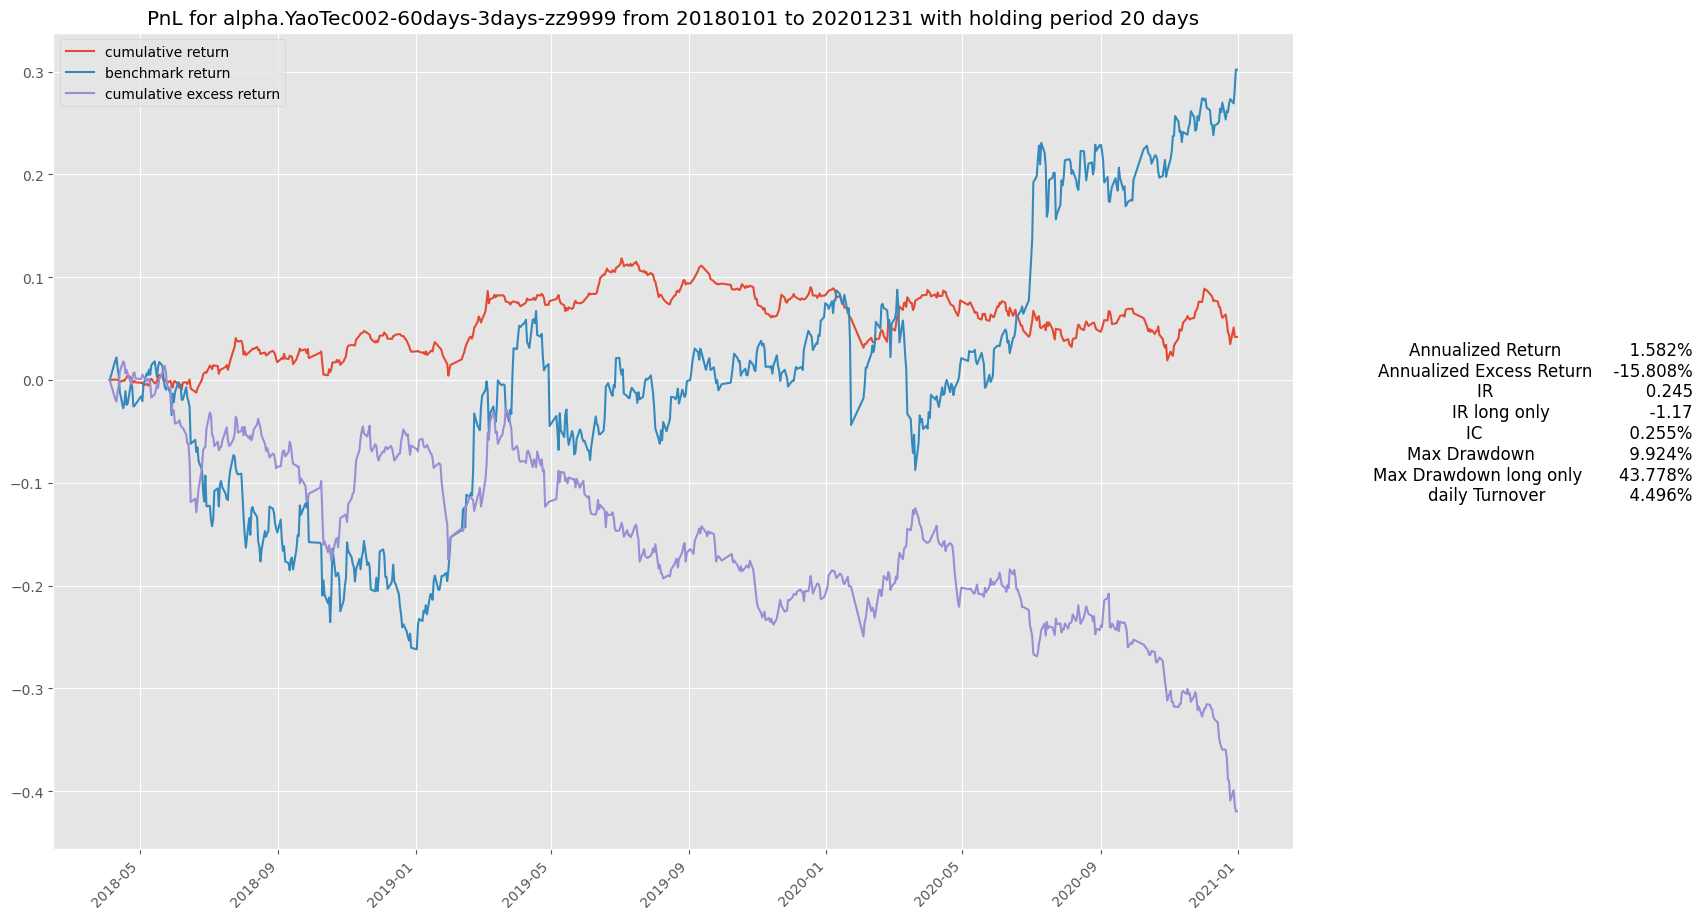 PnL for alpha.YaoTec002-60days-3days-zz9999 from 20180101 to 20201231 with holding period 20 days
cumulative return
benchmark return
cumulative excess return
0.3
0.2
0.1
0.0
−0.1
−0.2
−0.3
−0.4
2018-05
2018-09
2019-01
2019-05
2019-09
2020-01
2020-05
2020-09
2021-01
Annualized Return 1.582%
Annualized Excess Return -15.808%
IR 0.245
IR long only -1.17
IC 0.255%
Max Drawdown 9.924%
Max Drawdown long only 43.778%
daily Turnover 4.496%